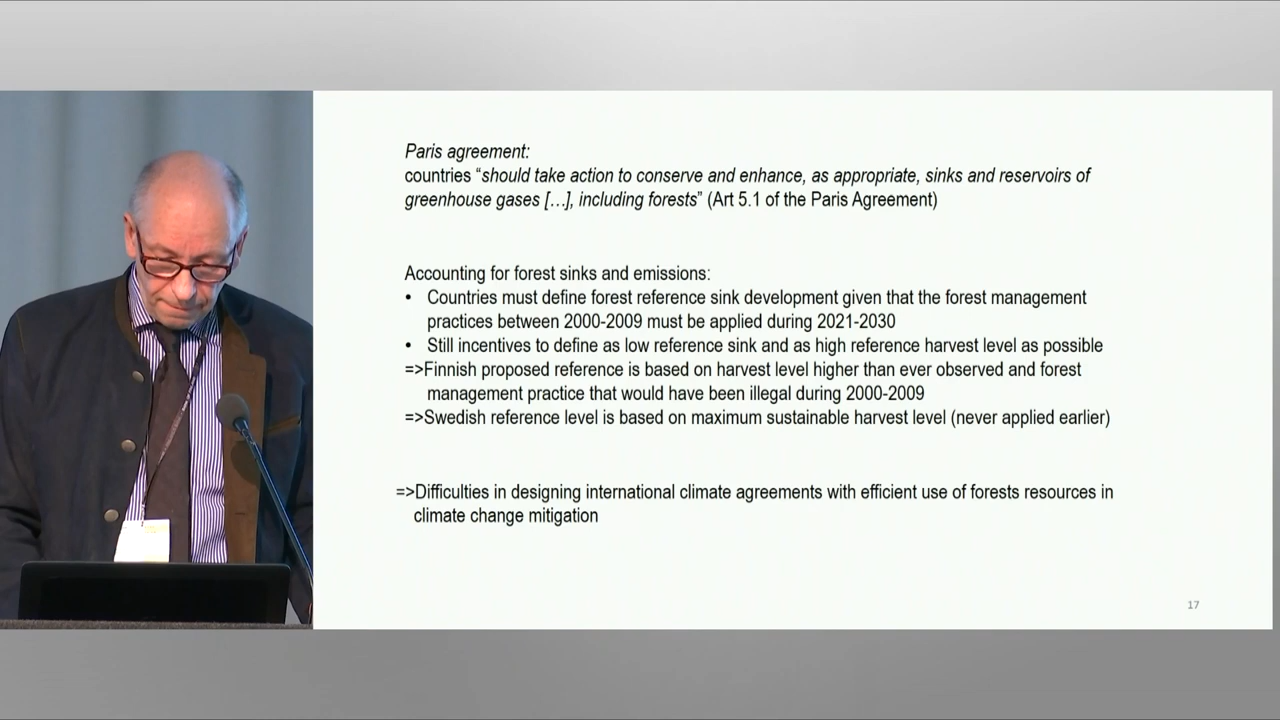 Paris agreement:
countries “should take action to conserve and enhance, as appropriate, sinks and reservoirs of
greenhouse gases […], including forests” (Art 5.1 of the Paris Agreement)
Accounting for forest sinks and emissions:
• Countries must define forest reference sink development given that the forest management
practices between 2000-2009 must be applied during 2021-2030
• Still incentives to define as low reference sink and as high reference harvest level as possible
=>Finnish proposed reference is based on harvest level higher than ever observed and forest
management practice that would have been illegal during 2000-2009
=>Swedish reference level is based on maximum sustainable harvest level (never applied earlier)
=>Difficulties in designing international climate agreements with efficient use of forests resources in
climate change mitigation
17